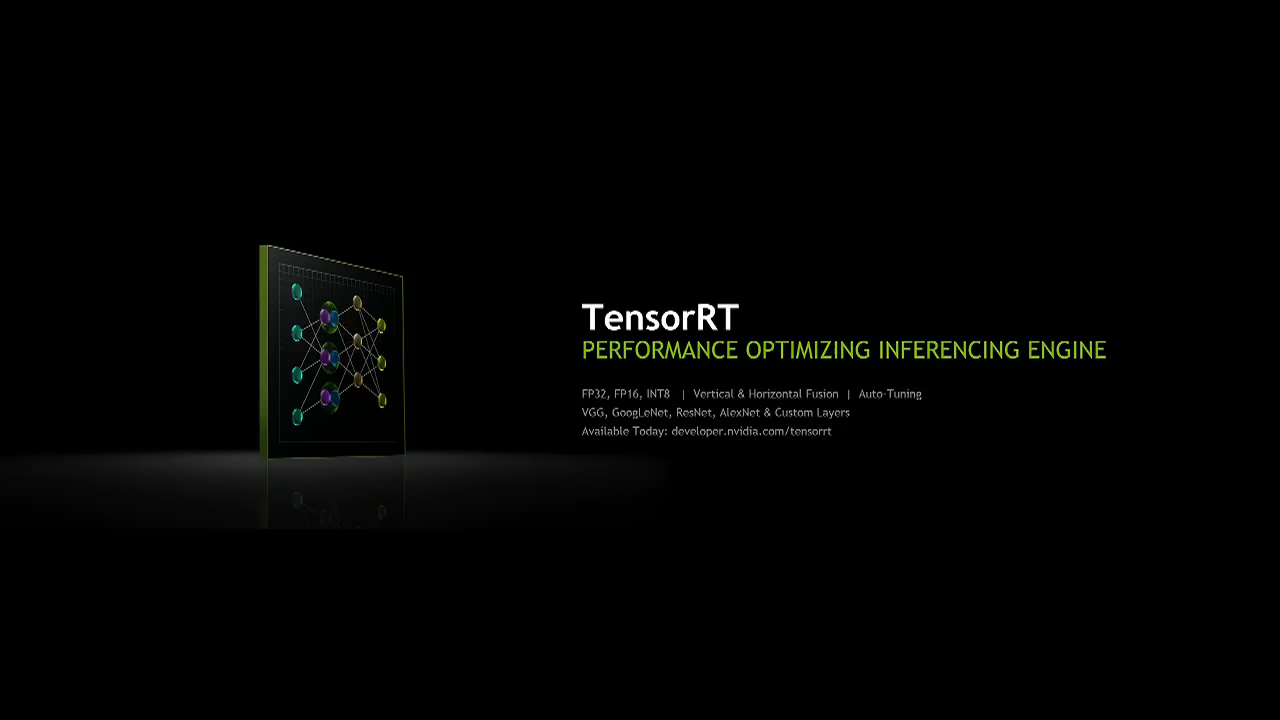 TensorRT
PERFORMANCE OPTIMIZING INFERENCING ENGINE
FP32, FP16, INT8 | Vertical & Horizontal Fusion | Auto-Tuning
VGG, GoogLeNet, ResNet, AlexNet & Custom Layers
Available Today: developer.nvidia.com/tensorrt